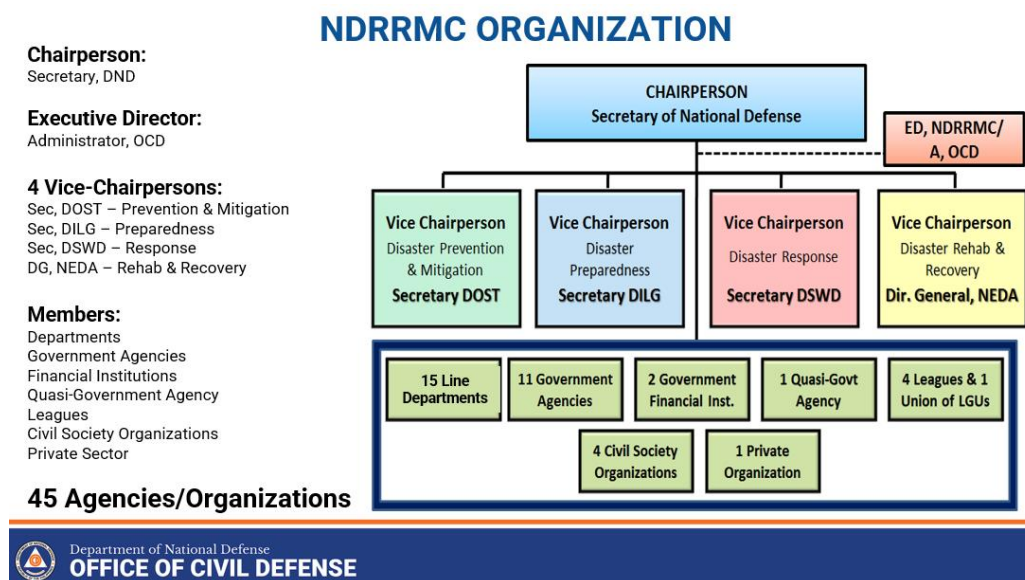 NDRRMC ORGANIZATION
Chairperson:
Secretary, DND
Executive Director:
Administrator, OCD
4 Vice-Chairpersons:
Sec, DOST – Prevention & Mitigation
Sec, DILG – Preparedness
Sec, DSWD – Response
DG, NEDA – Rehab & Recovery
Members:
Departments
Government Agencies
Financial Institutions
Quasi-Government Agency
Leagues
Civil Society Organizations
Private Sector
45 Agencies/Organizations
CHAIRPERSON
Secretary of National Defense
ED, NDRRMC/
A, OCD
Vice Chairperson
Disaster Prevention
& Mitigation
Secretary DOST
Vice Chairperson
Disaster
Preparedness
Secretary DILG
Vice Chairperson
Disaster Response
Secretary DSWD
Vice Chairperson
Disaster Rehab &
Recovery
Dir. General, NEDA
15 Line
Departments
11 Government
Agencies
2 Government
Financial Inst.
1 Quasi-Govt
Agency
4 Leagues & 1
Union of LGUs
4 Civil Society
Organizations
1 Private
Organization
Department of National Defense
OFFICE OF CIVIL DEFENSE